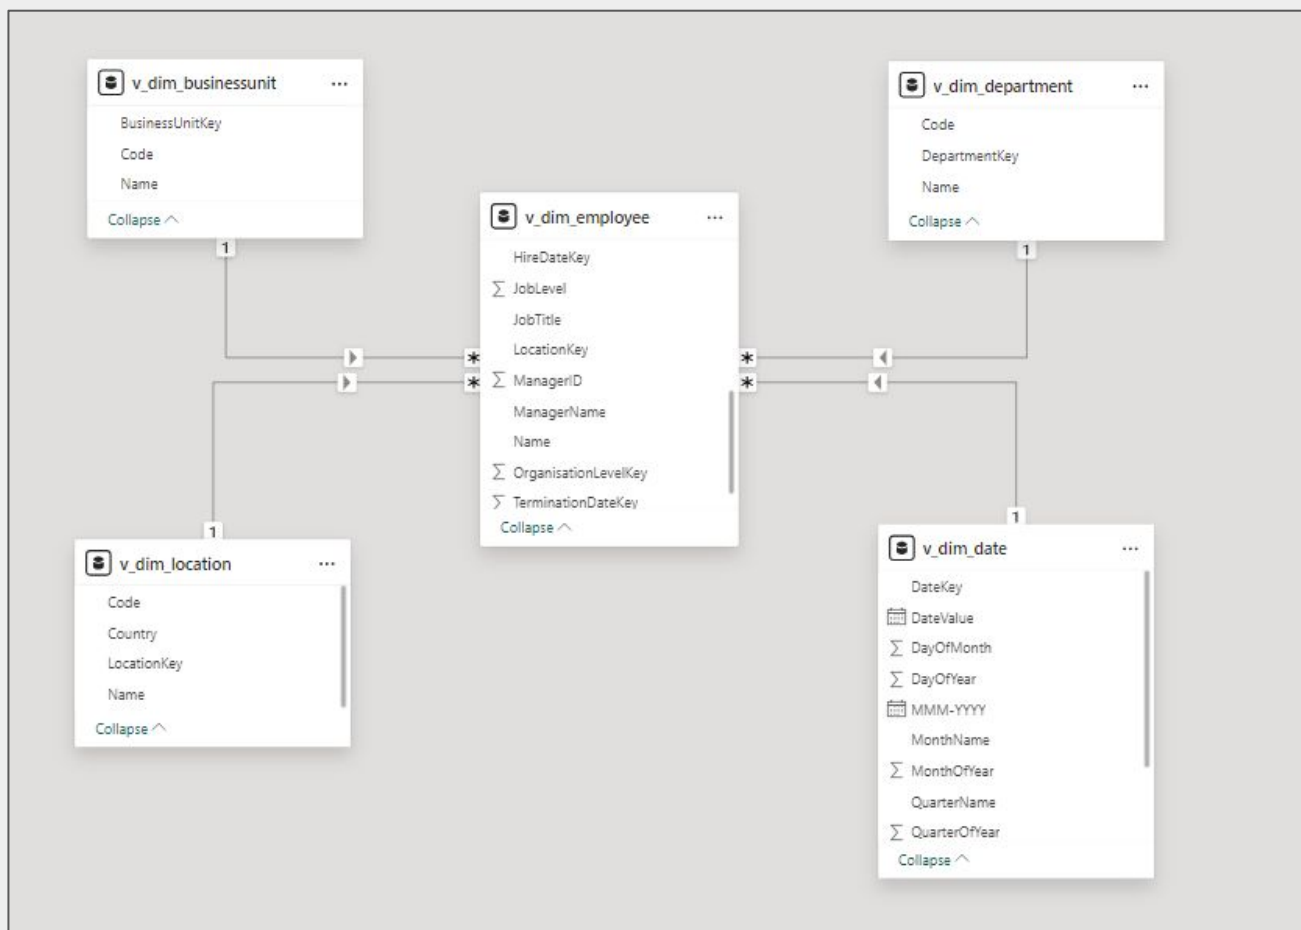 v_dim_businessunit
BusinessUnitKey
Code
Name
Collapse
1
v_dim_department
Code
DepartmentKey
Name
Collapse
1
v_dim_employee
HireDateKey
∑ JobLevel
JobTitle
LocationKey
∑ ManagerID
ManagerName
Name
∑ OrganisationLevelKey
∑ TerminationDateKey
Collapse
*
*
*
*
1
v_dim_location
Code
Country
LocationKey
Name
Collapse
1
v_dim_date
DateKey
DateValue
∑ DayOfMonth
∑ DayOfYear
MMM-YYYY
MonthName
∑ MonthOfYear
QuarterName
∑ QuarterOfYear
Collapse